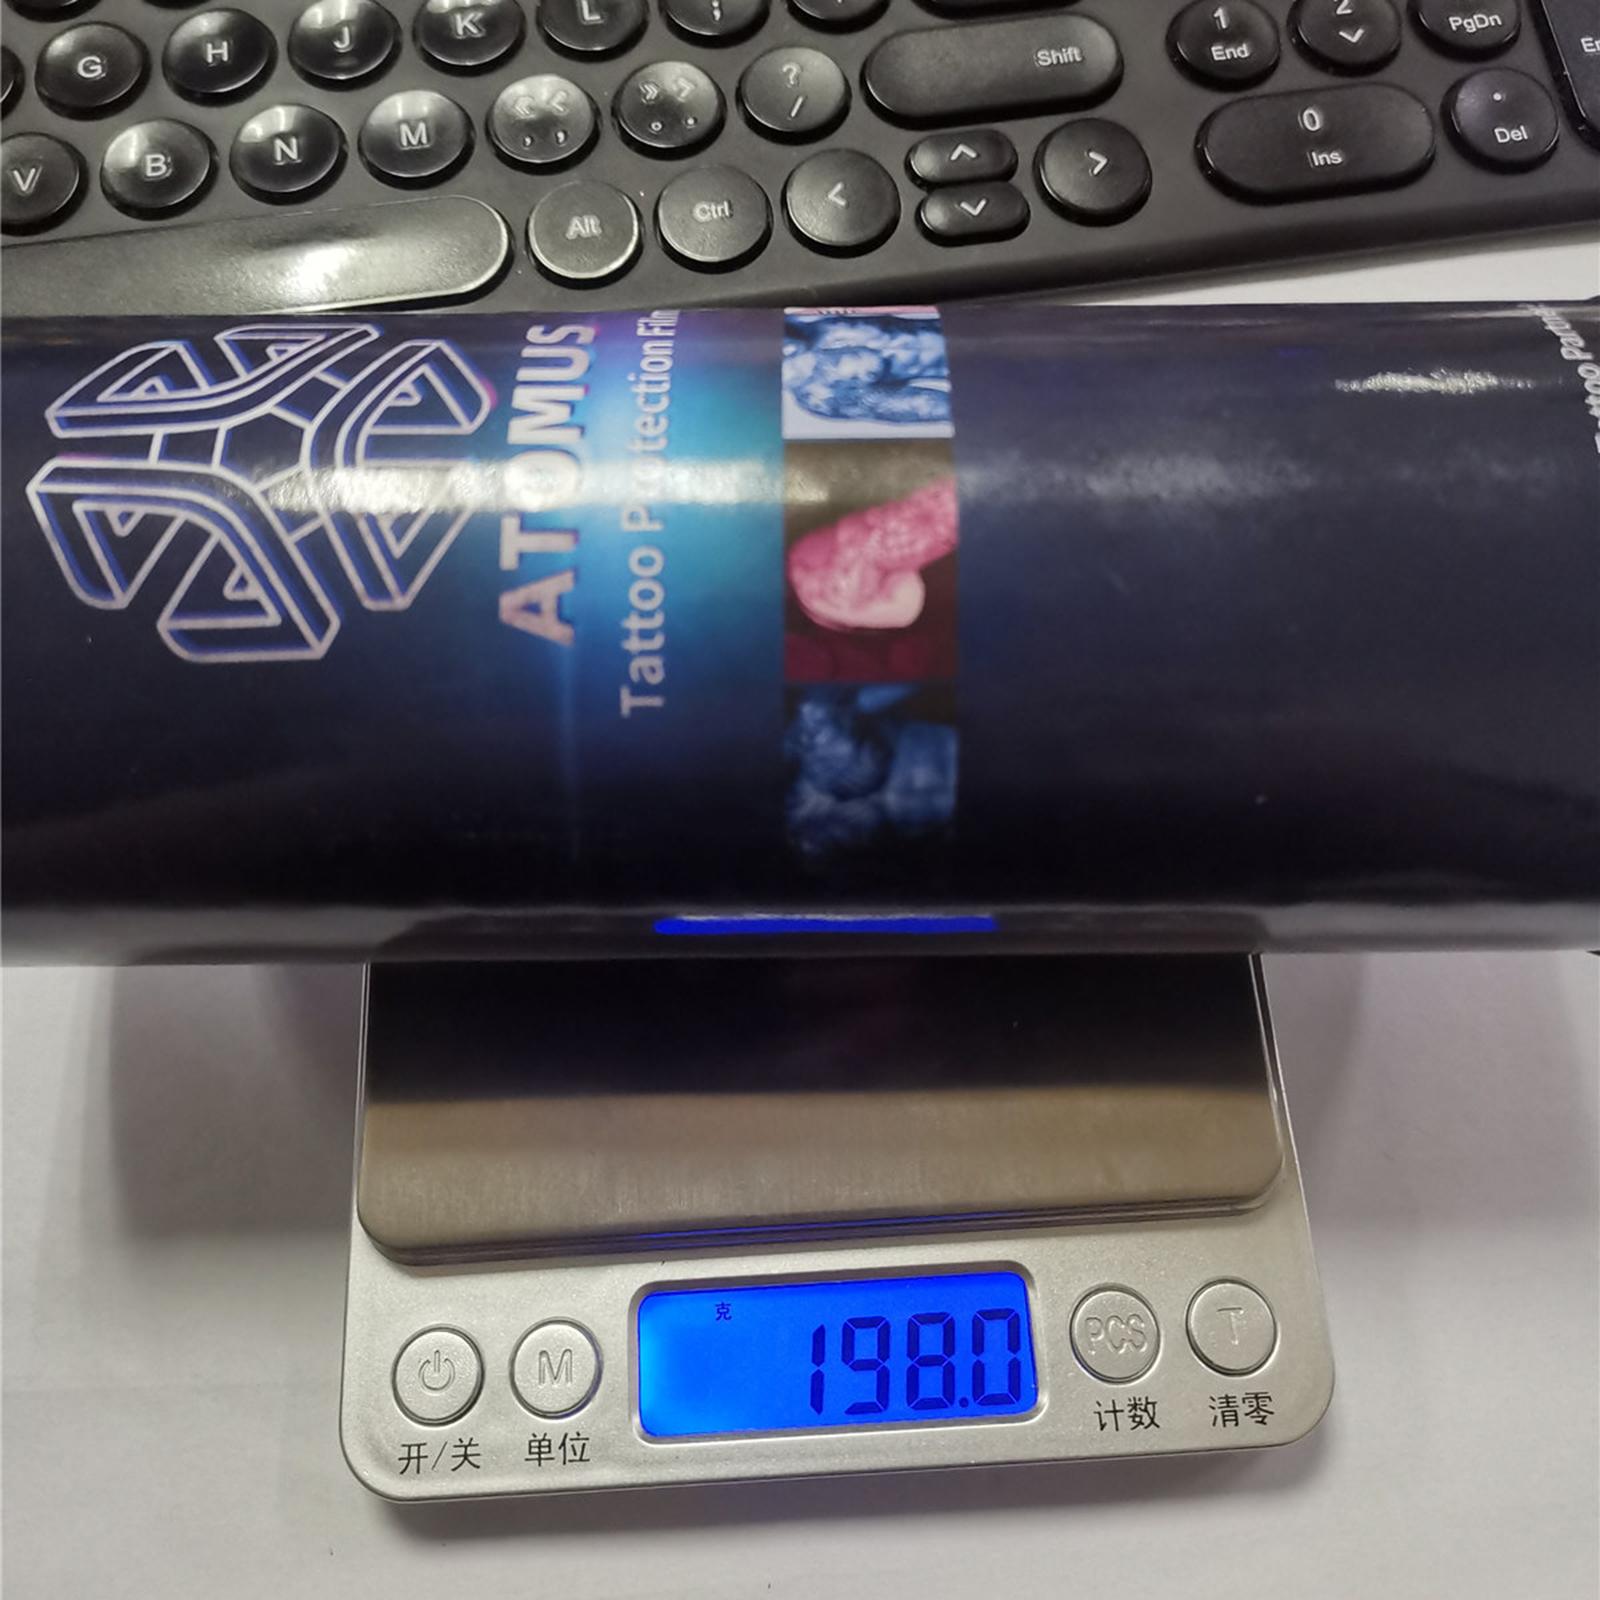 G H J K L ;
1
End
2
PgDn
V B N M « < , , » > 。 . ? / Shift
0
Ins
.
Del
Alt Ctrl < ^ >
ATOMUS
Tattoo Protection Film
克
198.0
M
PCS
T
开/关
单位
计数
清零